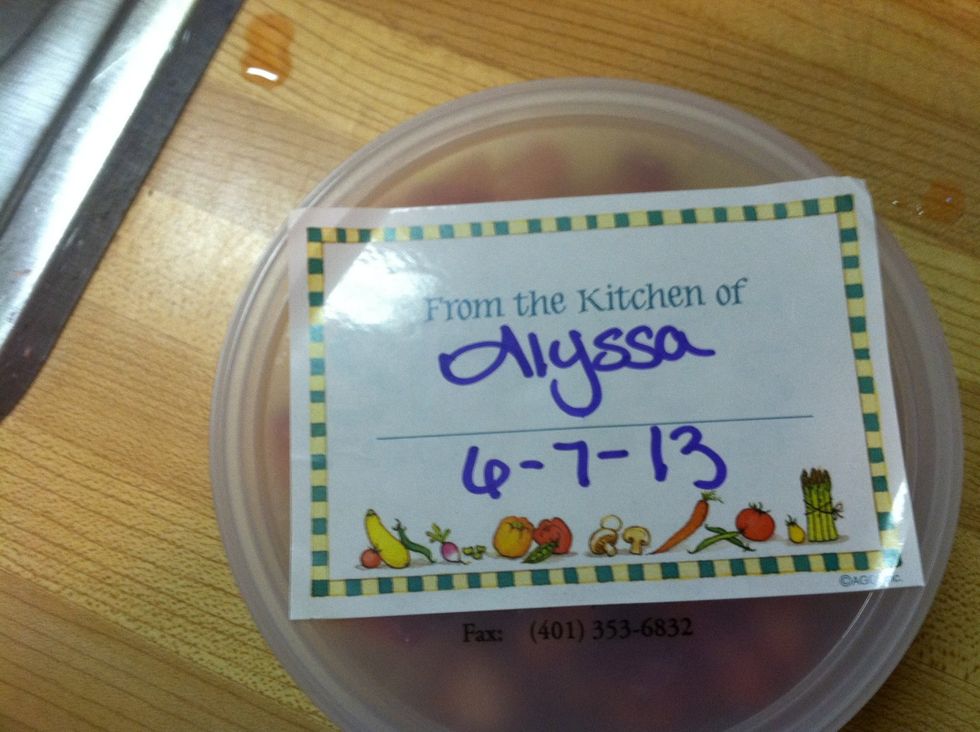 From the Kitchen of
Alyssa
6-7-13
Fax: (401) 353-6832